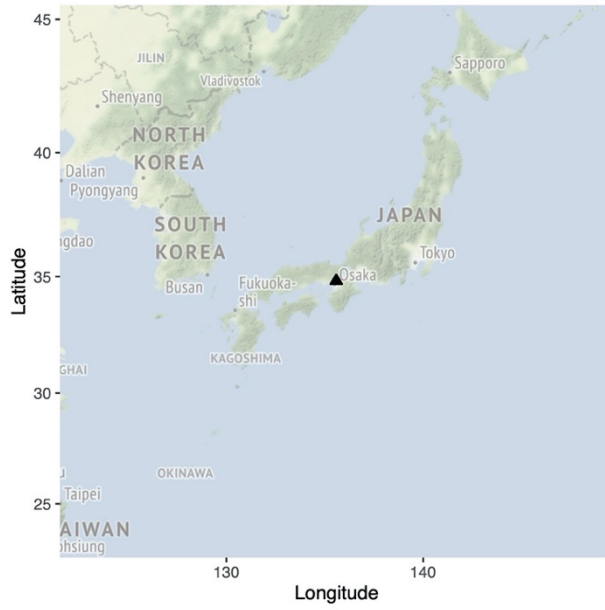 45
JILIN
Vladivostok
Sapporo
Shenyang
NORTH
KOREA
40
Dalian
Pyongyang
JAPAN
SOUTH
KOREA
ngdao
Tokyo
35
Osaka
Busan
Fukuoka-
shi
KAGOSHIMA
GHAI
30
OKINAWA
Taipei
25
AIWAN
ohsiung
130
140
Latitude
Longitude